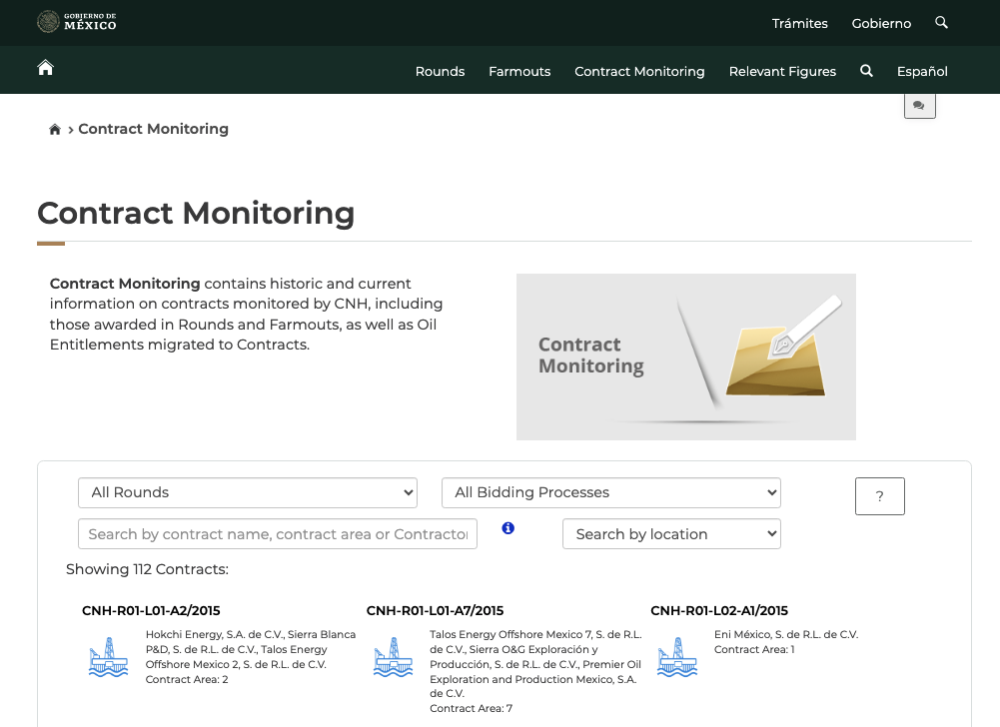 GOBIERNO DE
MÉXICO
Trámites
Gobierno
Rounds
Farmouts
Contract Monitoring
Relevant Figures
Español
Contract Monitoring
Contract Monitoring
Contract Monitoring contains historic and current
information on contracts monitored by CNH, including
those awarded in Rounds and Farmouts, as well as Oil
Entitlements migrated to Contracts.
Contract
Monitoring
All Rounds
All Bidding Processes
?
Search by contract name, contract area or Contractor
Search by location
Showing 112 Contracts:
CNH-R01-L01-A2/2015
Hokchi Energy, S.A. de C.V., Sierra Blanca
P&D, S. de R.L. de C.V., Talos Energy
Offshore Mexico 2, S. de R.L. de C.V.
Contract Area: 2
CNH-R01-L01-A7/2015
Talos Energy Offshore Mexico 7, S. de R.L.
de C.V., Sierra O&G Exploración y
Producción, S. de R.L. de C.V., Premier Oil
Exploration and Production Mexico, S.A.
de C.V.
Contract Area: 7
CNH-R01-L02-A1/2015
Eni México, S. de R.L. de C.V.
Contract Area: 1